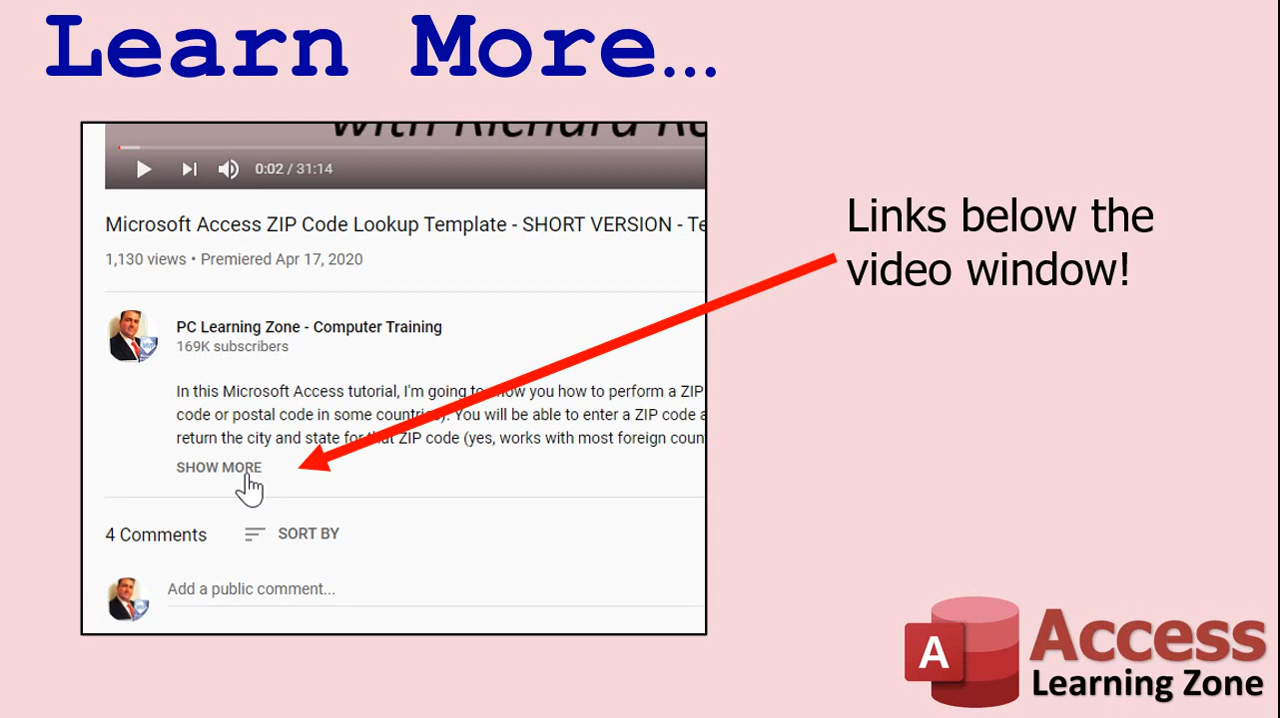 Learn More...
with Richard
0:02 / 31:14
Microsoft Access ZIP Code Lookup Template - SHORT VERSION - Te
1,130 views • Premiered Apr 17, 2020
PC Learning Zone - Computer Training
169K subscribers
In this Microsoft Access tutorial, I'm going to show you how to perform a ZIP
code or postal code in some countries). You will be able to enter a ZIP code a
return the city and state for that ZIP code (yes, works with most foreign coun
SHOW MORE
4 Comments
SORT BY
Add a public comment...
Links below the
video window!
A
Access
Learning Zone